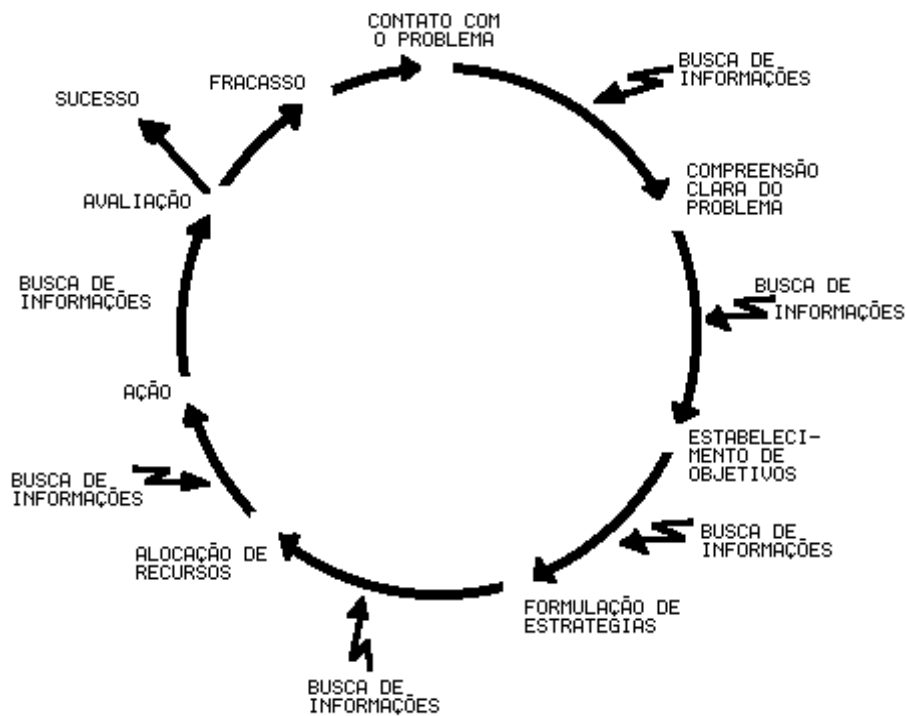 CONTATO COM
O PROBLEMA
BUSCA DE
INFORMAÇÕES
COMPREENSÃO
CLARA DO
PROBLEMA
BUSCA DE
INFORMAÇÕES
ESTABELECI-
MENTO DE
OBJETIVOS
BUSCA DE
INFORMAÇÕES
FORMULAÇÃO DE
ESTRATEGIAS
BUSCA DE
INFORMAÇÕES
ALOCAÇÃO DE
RECURSOS
BUSCA DE
INFORMAÇÕES
AÇÃO
BUSCA DE
INFORMAÇÕES
AVALIAÇÃO
SUCESSO
FRACASSO